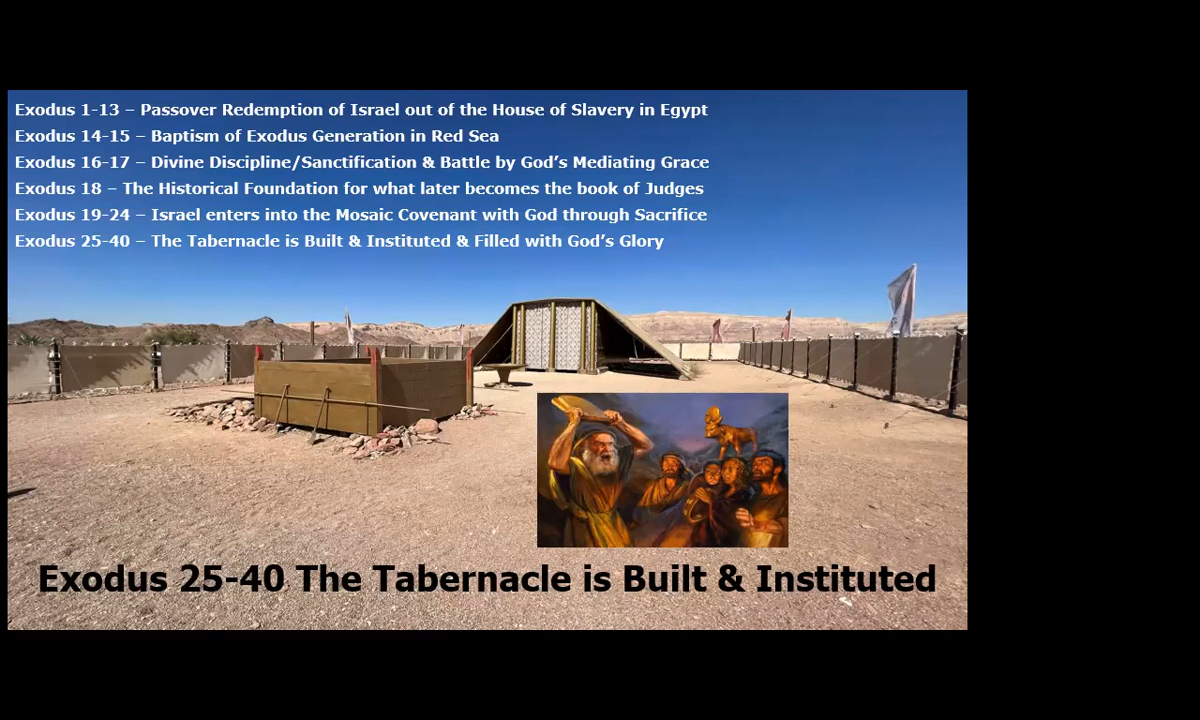 Exodus 1-13 – Passover Redemption of Israel out of the House of Slavery in Egypt
Exodus 14-15 – Baptism of Exodus Generation in Red Sea
Exodus 16-17 – Divine Discipline/Sanctification & Battle by God’s Mediating Grace
Exodus 18 – The Historical Foundation for what later becomes the book of Judges
Exodus 19-24 – Israel enters into the Mosaic Covenant with God through Sacrifice
Exodus 25-40 – The Tabernacle is Built & Instituted & Filled with God’s Glory
Exodus 25-40 The Tabernacle is Built & Instituted